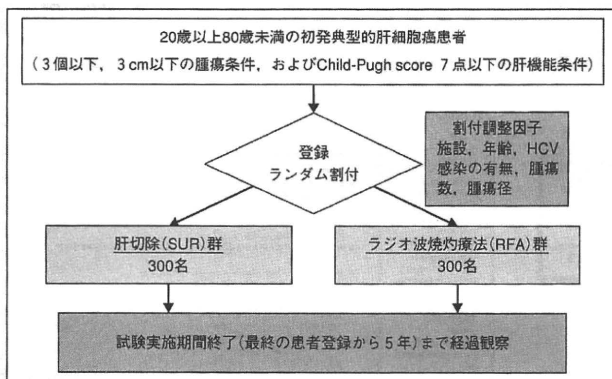 20歳以上80歳未満の初発典型的肝細胞癌患者
(3個以下，3cm以下の腫瘍条件，およびChild-Pugh score 7点以下の肝機能条件)
登録
ランダム割付
割付調整因子
施設，年齢，HCV
感染の有無，腫瘍
数，腫瘍径
肝切除(SUR)群
300名
ラジオ波焼灼療法(RFA)群
300名
試験実施期間終了(最終の患者登録から5年)まで経過観察